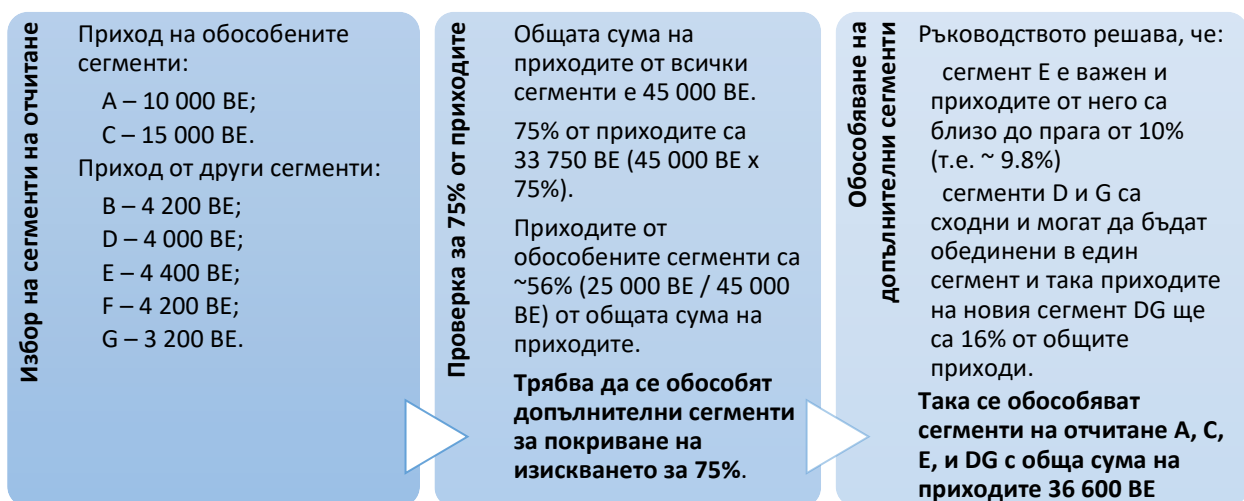 Избор на сегменти на отчитане
Приход на обособените
сегменти:
A – 10 000 ВЕ;
C – 15 000 ВЕ.
Приход от други сегменти:
B – 4 200 ВЕ;
D – 4 000 ВЕ;
E – 4 400 ВЕ;
F – 4 200 ВЕ;
G – 3 200 ВЕ.
Проверка за 75% от приходите
Общата сума на
приходите от всички
сегменти е 45 000 ВЕ.
75% от приходите са
33 750 ВЕ (45 000 ВЕ х
75%).
Приходите от
обособените сегменти са
~56% (25 000 ВЕ / 45 000
ВЕ) от общата сума на
приходите.
Трябва да се обособят
допълнителни сегменти
за покриване на
изискването за 75%.
Обособяване на
допълнителни сегменти
Ръководството решава, че:
сегмент E е важен и
приходите от него са
близо до прага от 10%
(т.е. ~ 9.8%)
сегменти D и G са
сходни и могат да бъдат
обединени в един
сегмент и така приходите
на новия сегмент DG ще
са 16% от общите
приходи.
Така се обособяват
сегменти на отчитане A, C,
E, и DG с обща сума на
приходите 36 600 ВЕ